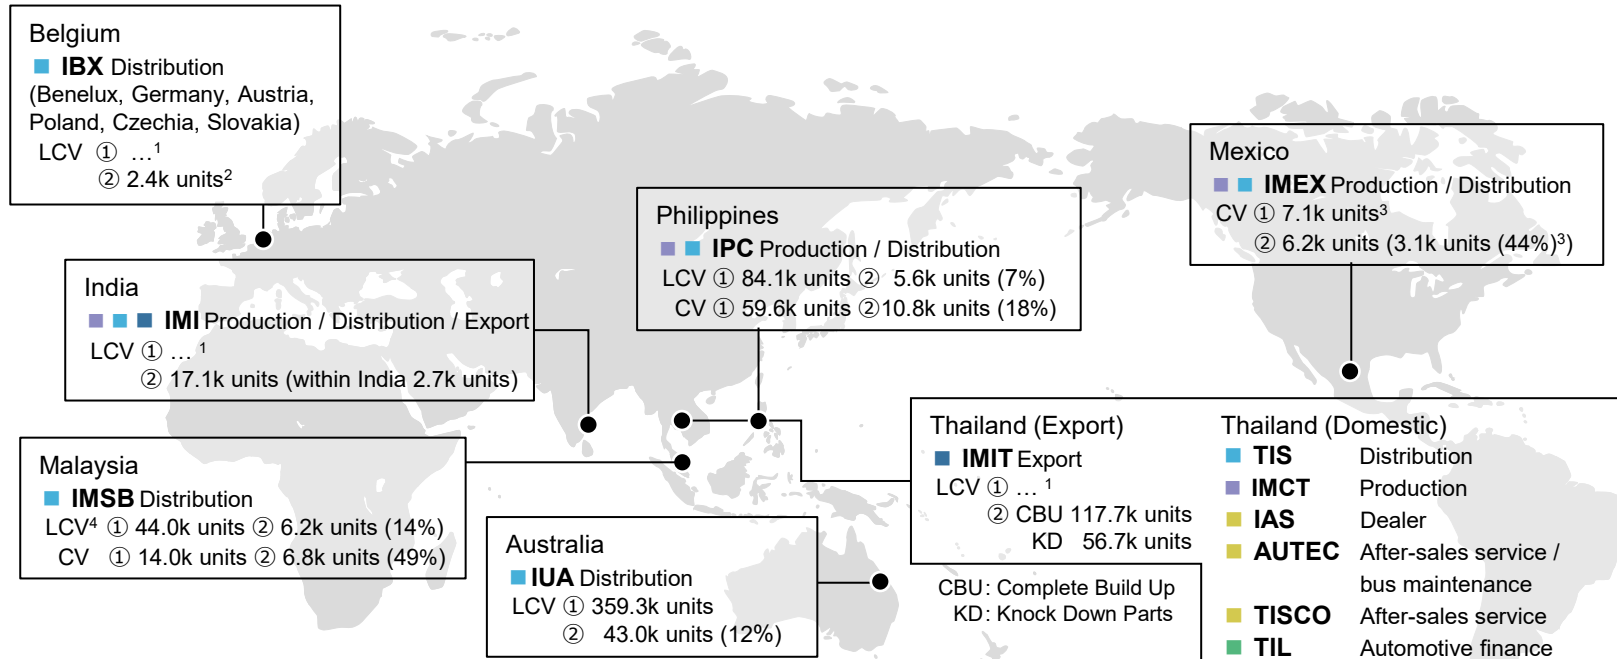 Belgium
IBX Distribution
(Benelux, Germany, Austria,
Poland, Czechia, Slovakia)
LCV ① …1
② 2.4k units2
India
IMI Production / Distribution / Export
LCV ① … 1
② 17.1k units (within India 2.7k units)
Malaysia
IMSB Distribution
LCV4 ① 44.0k units ② 6.2k units (14%)
CV ① 14.0k units ② 6.8k units (49%)
Philippines
IPC Production / Distribution
LCV ① 84.1k units ② 5.6k units (7%)
CV ① 59.6k units ②10.8k units (18%)
Australia
IUA Distribution
LCV ① 359.3k units
② 43.0k units (12%)
Mexico
IMEX Production / Distribution
CV ① 7.1k units3
② 6.2k units (3.1k units (44%)3)
Thailand (Export)
IMIT Export
LCV ① … 1
② CBU 117.7k units
KD 56.7k units
CBU: Complete Build Up
KD: Knock Down Parts
Thailand (Domestic)
TIS Distribution
IMCT Production
IAS Dealer
AUTEC After-sales service /
bus maintenance
TISCO After-sales service
TIL Automotive finance